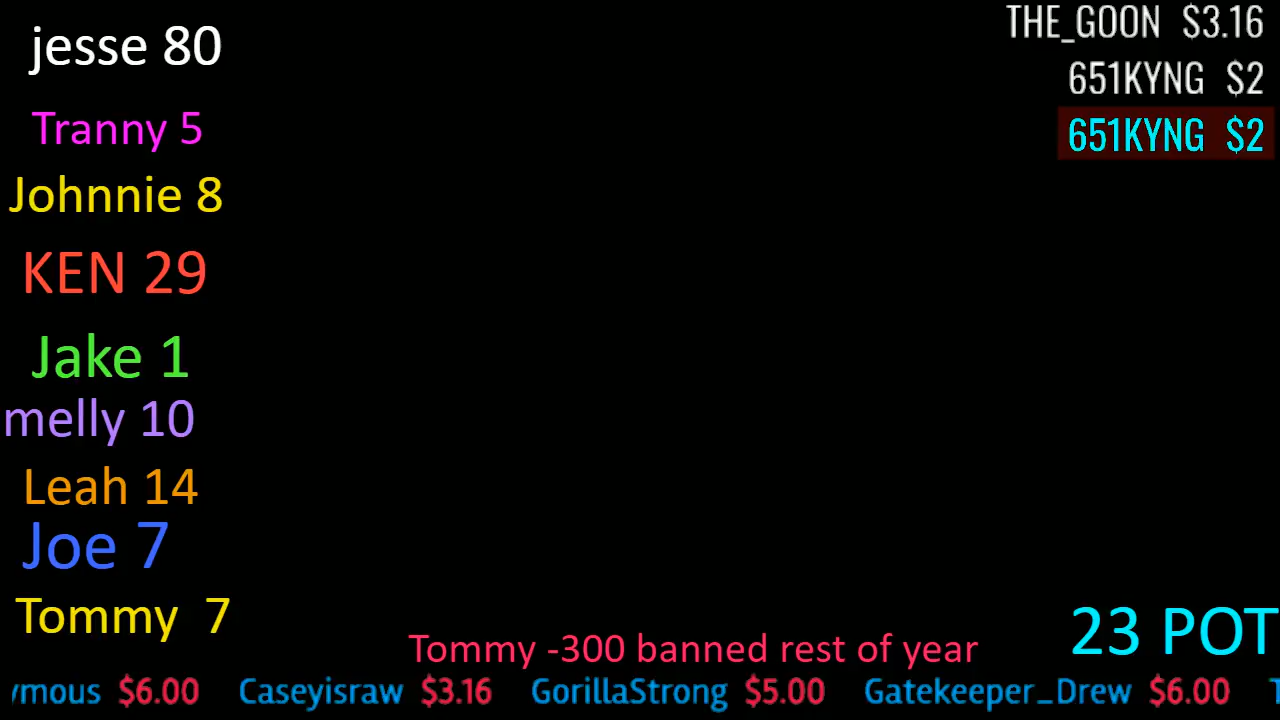 jesse 80
THE_GOON $3.16
651KYNG $2
651KYNG $2
Tranny 5
Johnnie 8
KEN 29
Jake 1
melly 10
Leah 14
Joe 7
Tommy 7
23 POT
Tommy -300 banned rest of year
ymous $6.00 Caseyisraw $3.16 GorillaStrong $5.00 Gatekeeper_Drew $6.00